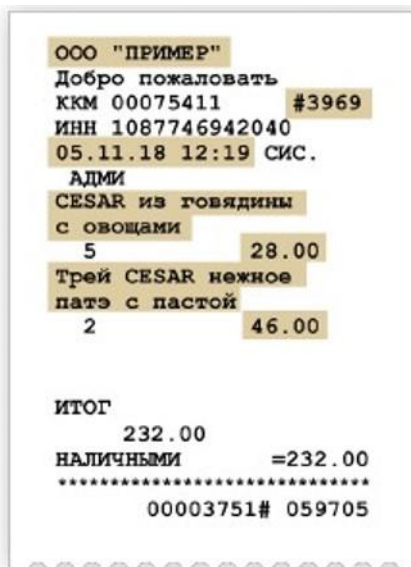 ООО "ПРИМЕР"
Добро пожаловать
ККМ 00075411 #3969
ИНН 1087746942040
05.11.18 12:19 СИС.
АДМИ
CESAR из говядины
с овощами
5 28.00
Трей CESAR нежное
патэ с пастой
2 46.00
ИТОГ
232.00
НАЛИЧНЫМИ =232.00
******************************
00003751# 059705